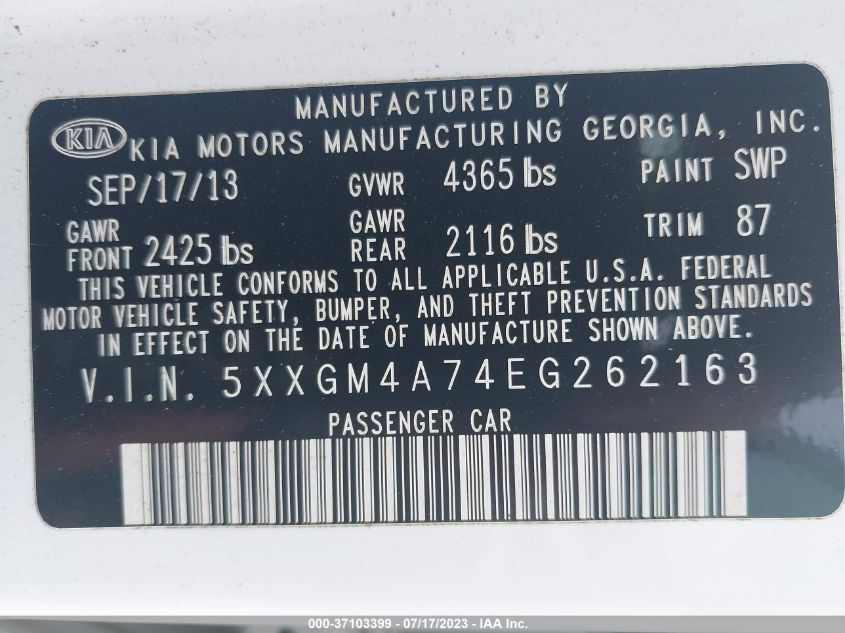 MANUFACTURED BY
KIA KIA MOTORS MANUFACTURING GEORGIA, INC.
SEP/17/13 GVWR 4365 lbs PAINT SWP
GAWR FRONT 2425 lbs GAWR REAR 2116 lbs TRIM 87
THIS VEHICLE CONFORMS TO ALL APPLICABLE U.S.A. FEDERAL
MOTOR VEHICLE SAFETY, BUMPER, AND THEFT PREVENTION STANDARDS
IN EFFECT ON THE DATE OF MANUFACTURE SHOWN ABOVE.
V.I.N. 5XXGM4A74EG262163
PASSENGER CAR
000-37103399 - 07/17/2023 - IAA Inc.